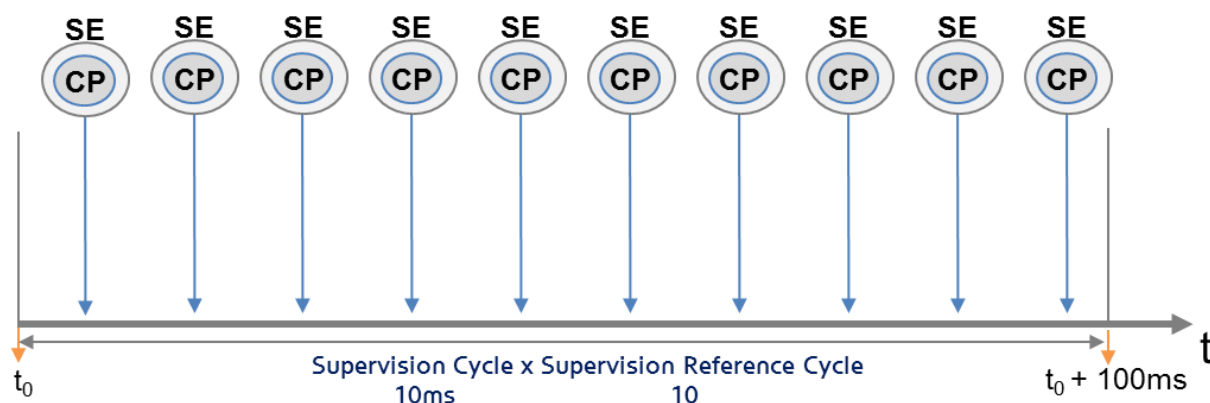 SE SE SE SE SE SE SE SE SE SE
CP CP CP CP CP CP CP CP CP CP
t
Supervision Cycle x Supervision Reference Cycle
t₀ t₀ + 100ms
10ms 10